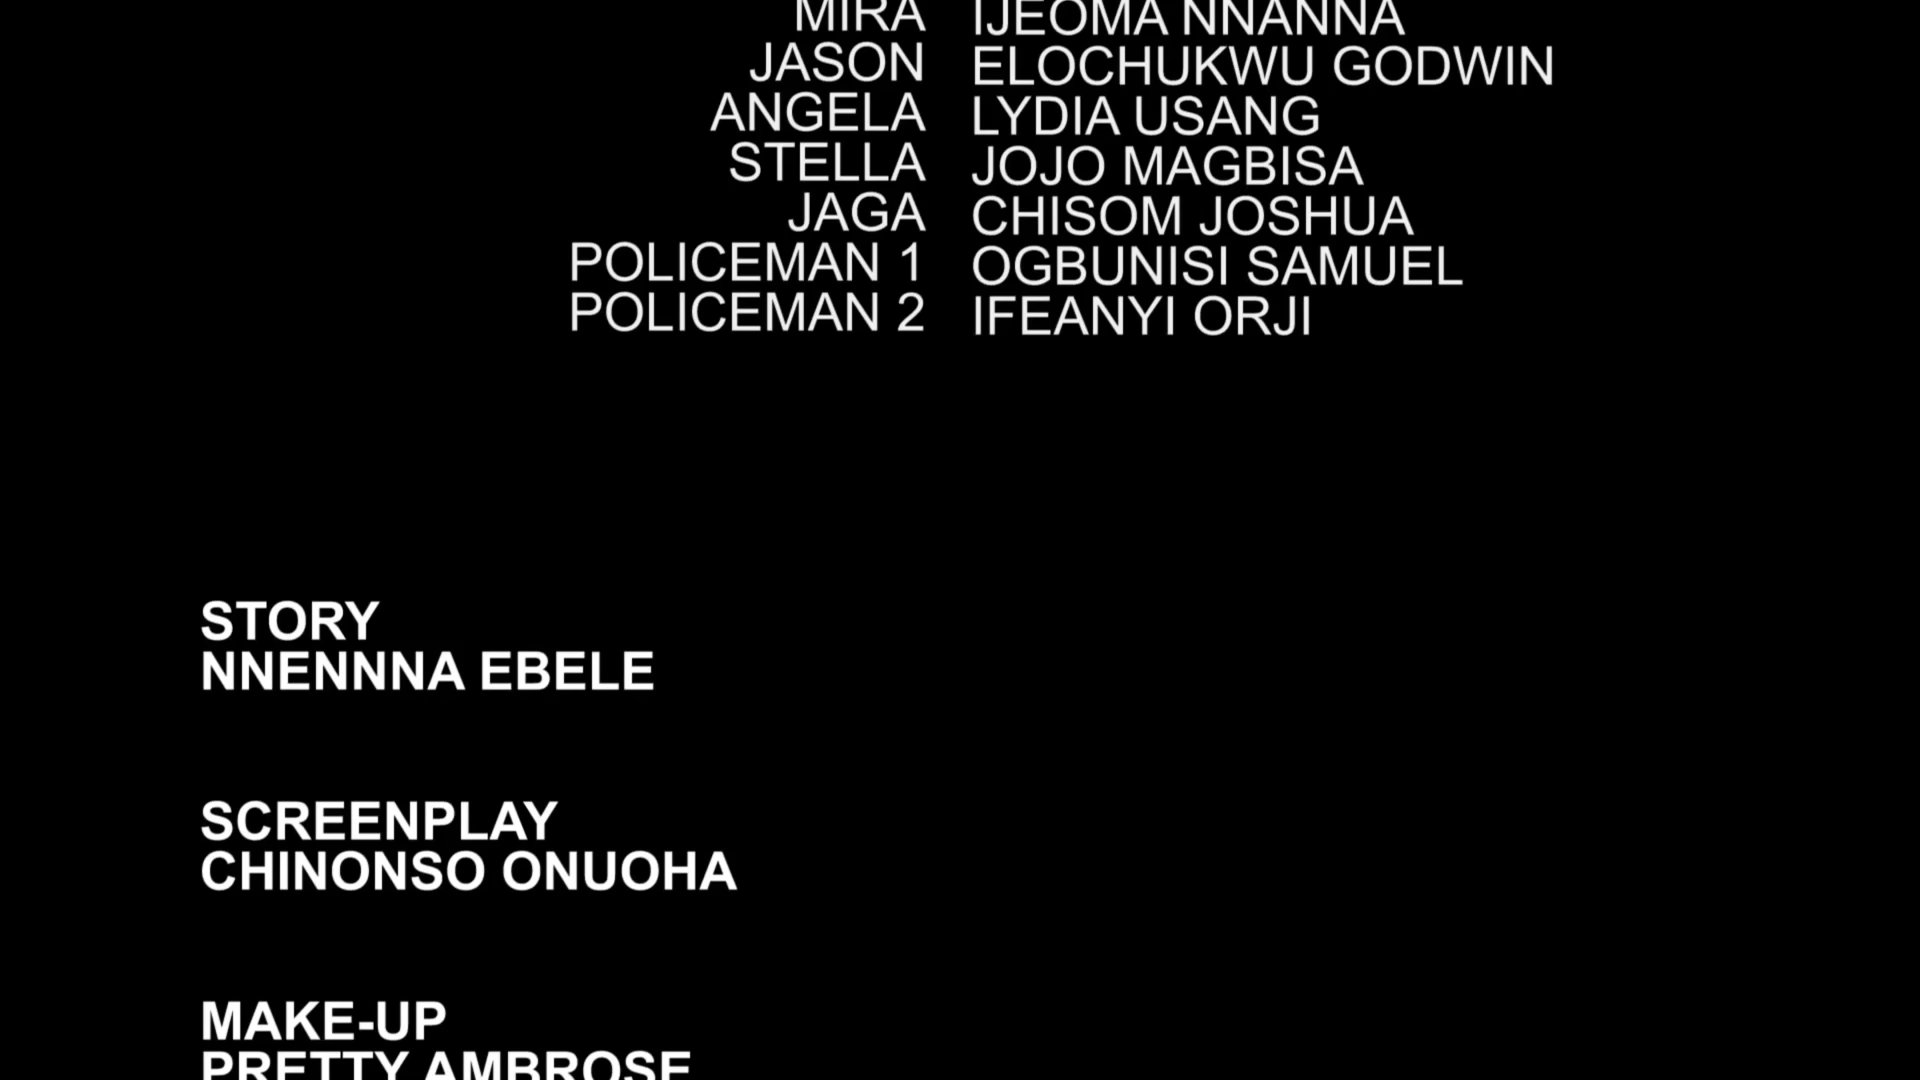 MIRA IJEOMA NNANNA
JASON ELOCHUKWU GODWIN
ANGELA LYDIA USANG
STELLA JOJO MAGBISA
JAGA CHISOM JOSHUA
POLICEMAN 1 OGBUNISI SAMUEL
POLICEMAN 2 IFEANYI ORJI
STORY
NNENNNA EBELE
SCREENPLAY
CHINONSO ONUOHA
MAKE-UP
PRETTY AMBROSE